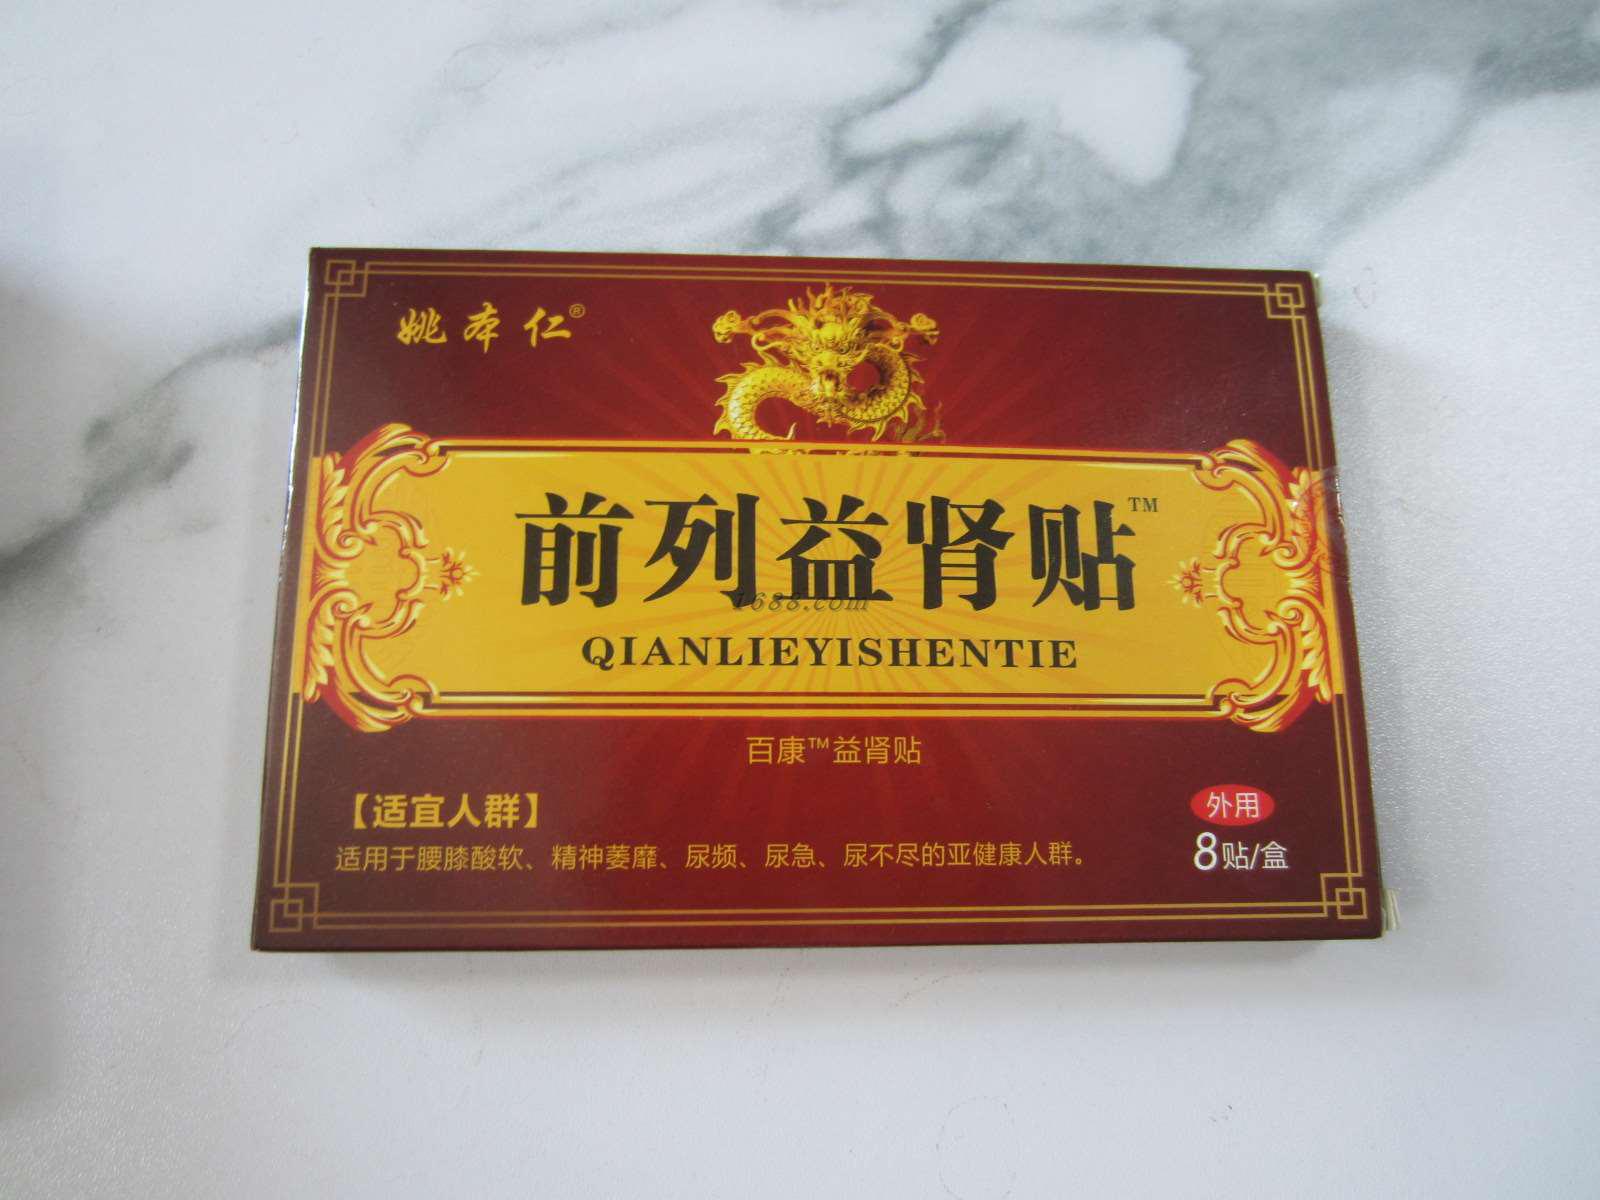 姚本仁®
前列益肾贴™
1688.com
QIANLIEYISHENTIE
百康™益肾贴
【适宜人群】
适用于腰膝酸软、精神萎靡、尿频、尿急、尿不尽的亚健康人群。
外用
8贴/盒